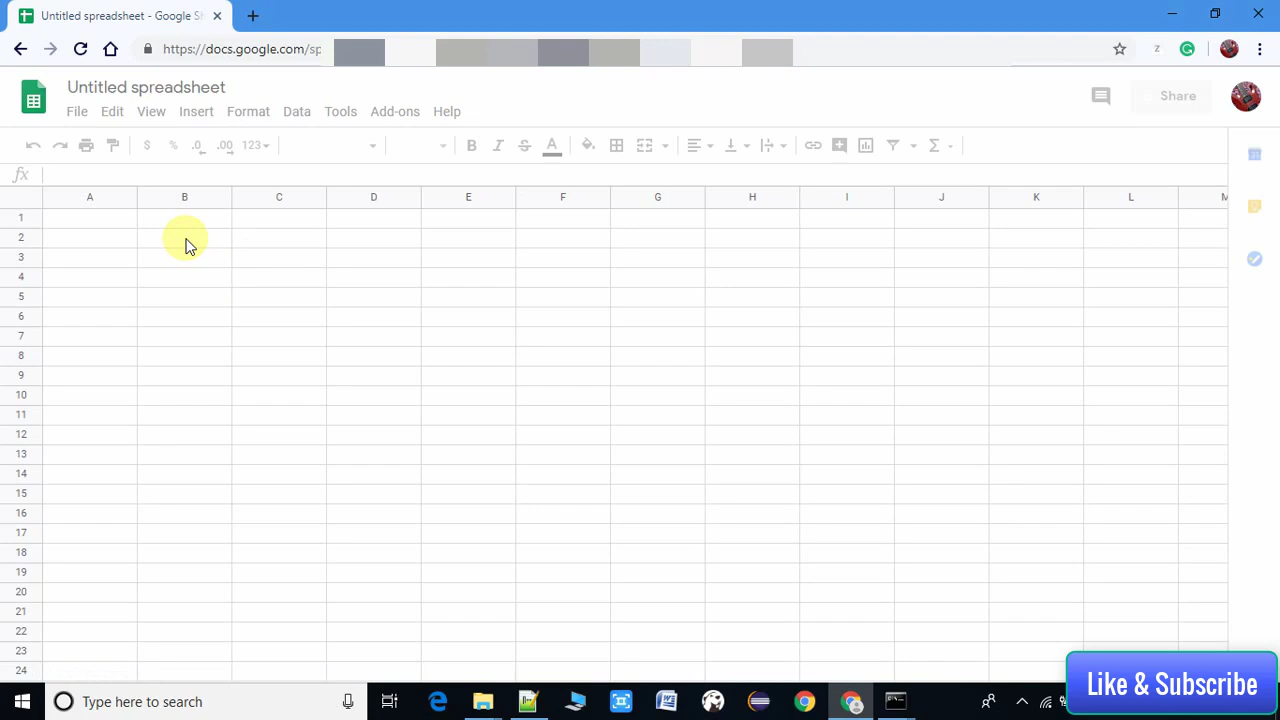 Untitled spreadsheet - Google Sh
https://docs.google.com/sp
Untitled spreadsheet
File Edit View Insert Format Data Tools Add-ons Help
Share
$ % .0 .00 123
B I S A Σ
fx
A B C D E F G H I J K L M
1
2
3
4
5
6
7
8
9
10
11
12
13
14
15
16
17
18
19
20
21
22
23
24
Like & Subscribe
Type here to search